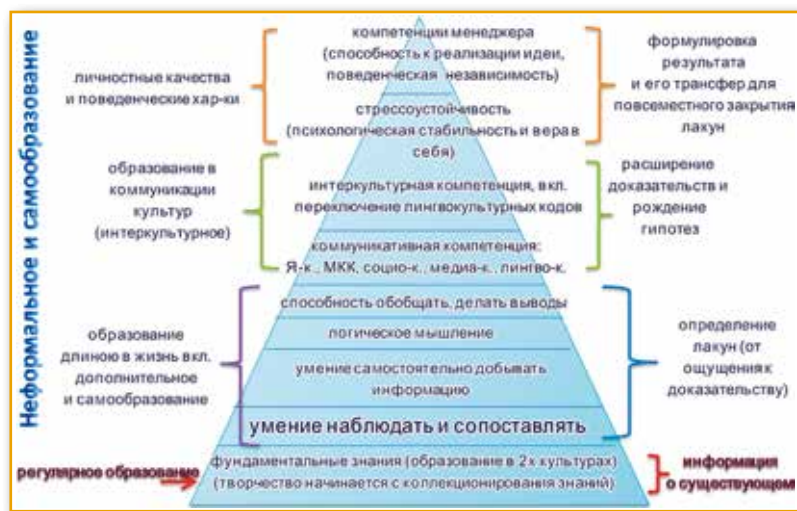 Неформальное и самообразование
компетенции менеджера
(способность к реализации идеи,
поведенческая независимость)
стрессоустойчивость
(психологическая стабильность и вера в
себя)
интеркультурная компетенция, вкл.
переключение лингвокультурных кодов
коммуникативная компетенция:
Я-к., МКК, социо-к., медиа-к., лингво-к.
способность обобщать, делать выводы
логическое мышление
умение самостоятельно добывать
информацию
умение наблюдать и сопоставлять
фундаментальные знания (образование в 2х культурах)
(творчество начинается с коллекционирования знаний)
личностные качества
и поведенческие хар-ки
образование в
коммуникации
культур
(интеркультурное)
образование
длиною в жизнь вкл.
дополнительное
и самообразование
регулярное образование
формулировка
результата
и его трансфер для
повсеместного закрытия
лакун
расширение
доказательств и
рождение
гипотез
определение
лакун (от
ощущения к
доказательству)
информация
о существующем